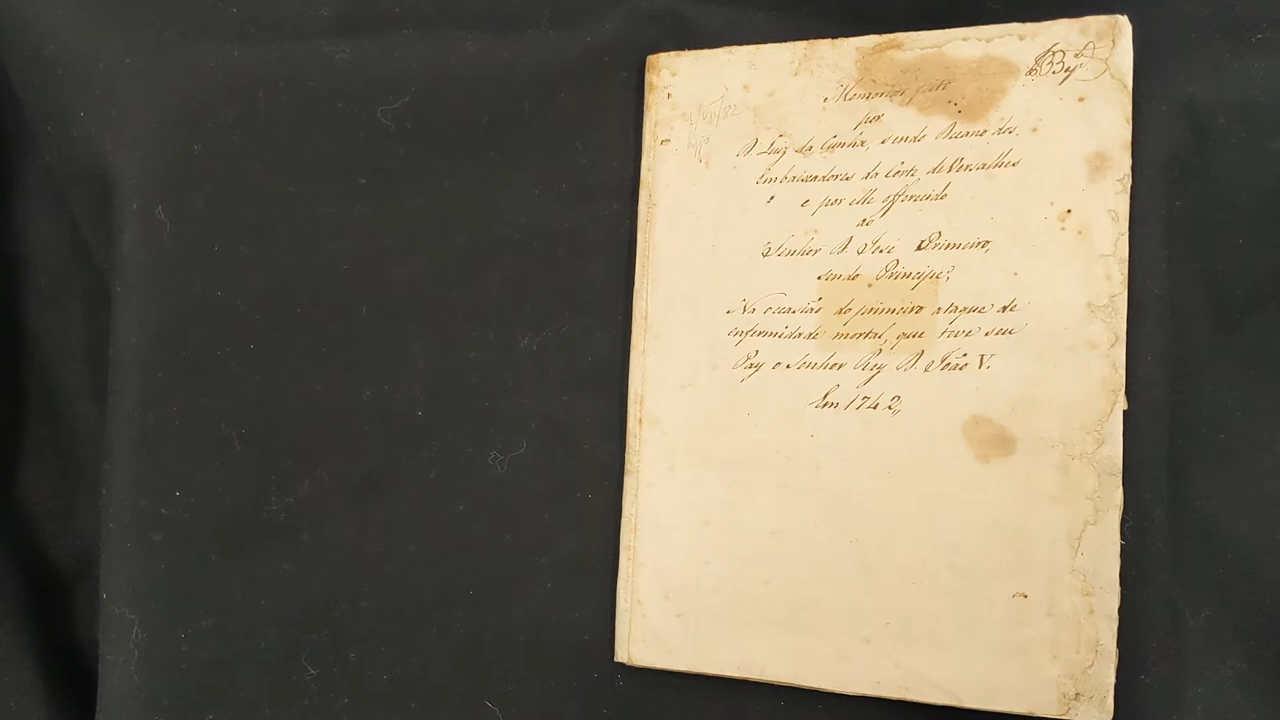 Memorial feito
por
D. Luiz da Cunha, sendo Decano dos
Embaixadores da Corte de Versalhes
e por elle offerecido
ao
Senhor D. José Primeiro,
sendo Principe,
Na occasião do primeiro ataque de
enfermidade mortal, que teve seu
Pay o Senhor Rey D. João V.
Em 1742,,